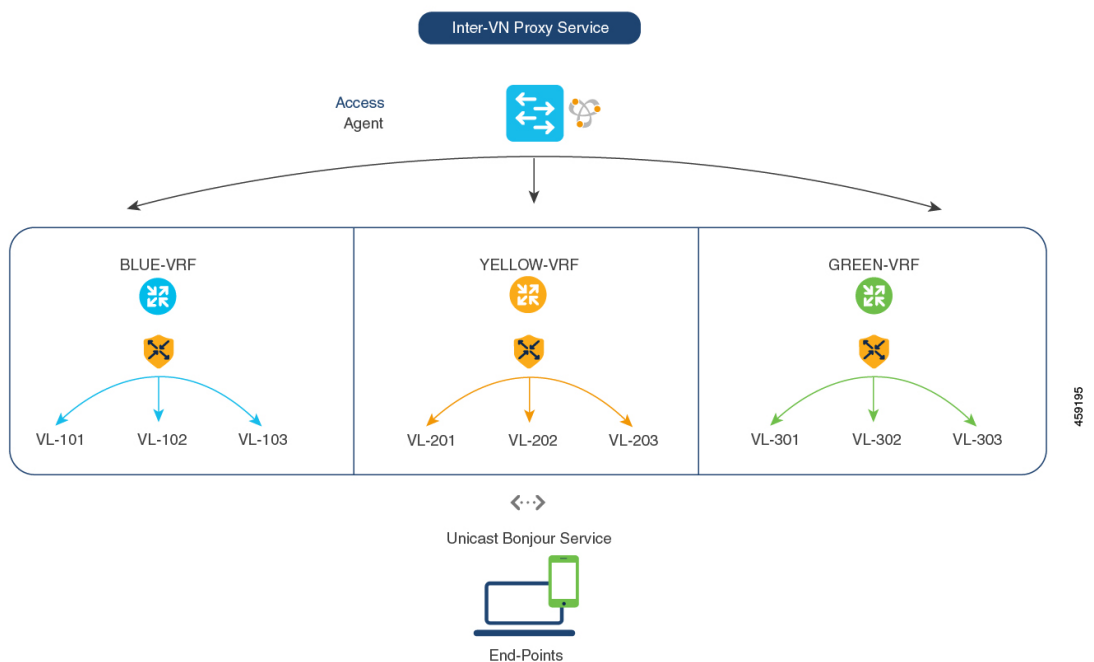 Inter-VN Proxy Service
Access
Agent
BLUE-VRF
YELLOW-VRF
GREEN-VRF
VL-101
VL-102
VL-103
VL-201
VL-202
VL-203
VL-301
VL-302
VL-303
459195
Unicast Bonjour Service
End-Points